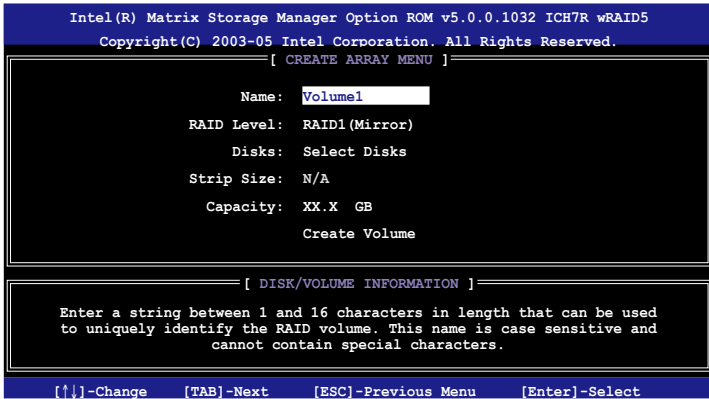 Intel(R) Matrix Storage Manager Option ROM v5.0.0.1032 ICH7R wRAID5
Copyright(C) 2003-05 Intel Corporation. All Rights Reserved.
[ CREATE ARRAY MENU ]
Name: Volume1
RAID Level: RAID1(Mirror)
Disks: Select Disks
Strip Size: N/A
Capacity: XX.X GB
Create Volume
[ DISK/VOLUME INFORMATION ]
Enter a string between 1 and 16 characters in length that can be used
to uniquely identify the RAID volume. This name is case sensitive and
cannot contain special characters.
[↑↓]-Change [TAB]-Next [ESC]-Previous Menu [Enter]-Select